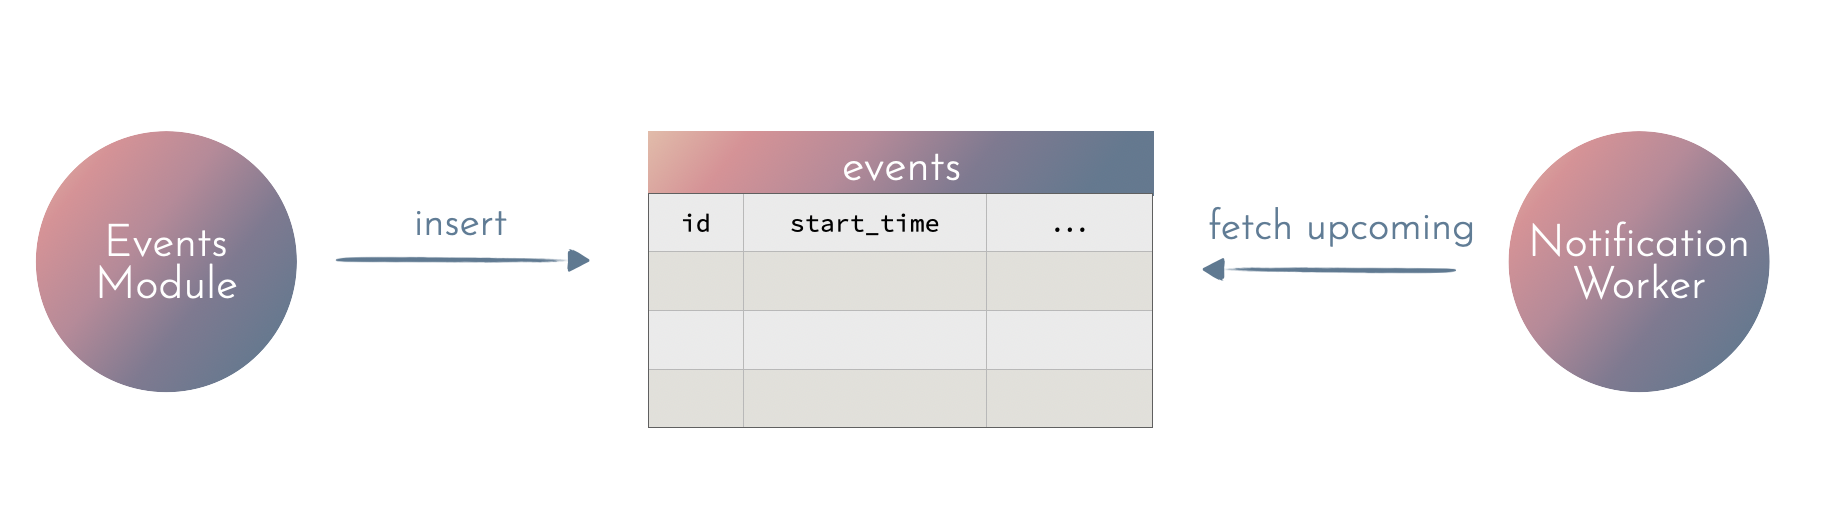 Events
Module
insert
events
id start_time ...
fetch upcoming
Notification
Worker